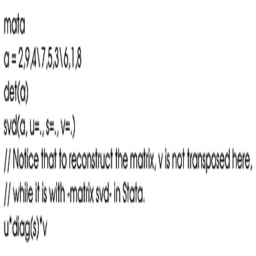 mata
a = 2,9,4\7,5,3\6,1,8
det(a)
svd(a, u=., s=., v=.)
// Notice that to reconstruct the matrix, v is not transposed here,
// while it is with -matrix svd- in Stata.
u*diag(s)*v